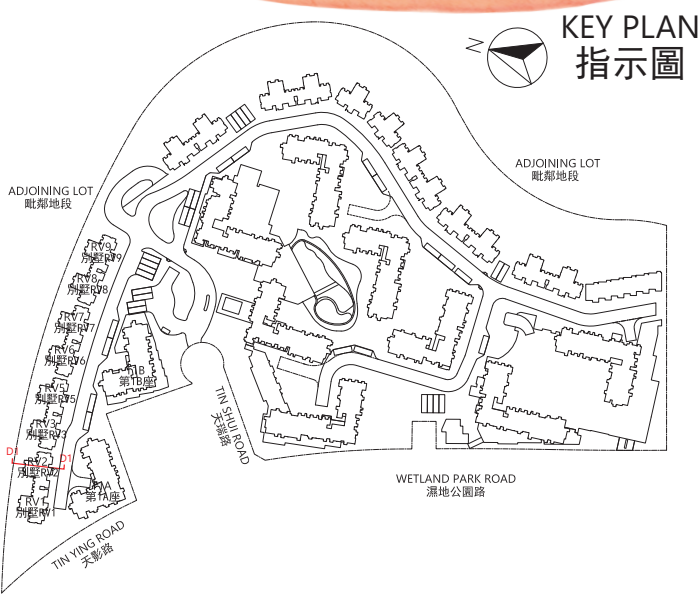 KEY PLAN
指示圖
N
ADJOINING LOT
毗鄰地段
ADJOINING LOT
毗鄰地段
RV9
別墅RV9
RV8
別墅RV8
RV7
別墅RV7
RV6
別墅RV6
RV5
別墅RV5
RV3
別墅RV3
D1
D1
RV2
別墅RV2
RV1
別墅RV1
T1B
第1B座
T1A
第1A座
TIN SHUI ROAD
天瑞路
WETLAND PARK ROAD
濕地公園路
TIN YING ROAD
天影路